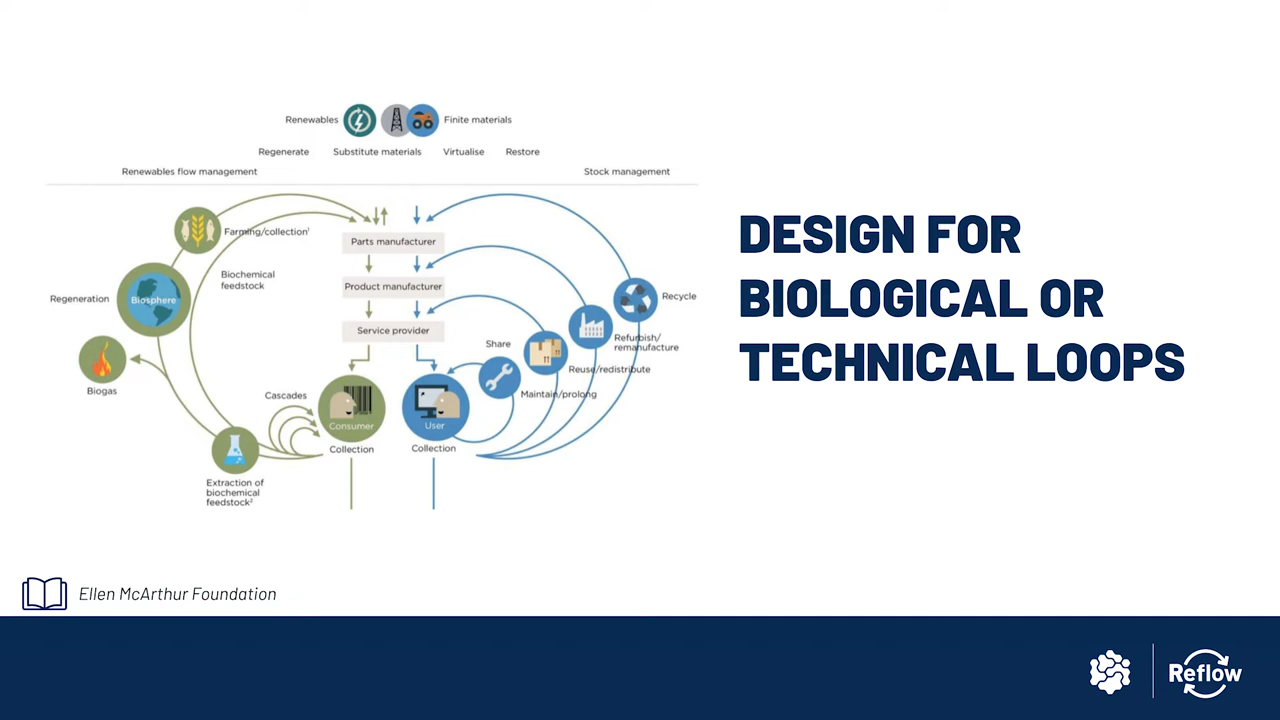 Renewables
Finite materials
Regenerate
Substitute materials
Virtualise
Restore
Renewables flow management
Stock management
Farming/collection¹
Parts manufacturer
Biochemical
feedstock
Product manufacturer
Regeneration
Biosphere
Recycle
Service provider
Share
Refurbish/
remanufacture
Reuse/redistribute
Biogas
Maintain/prolong
Cascades
Consumer
User
Collection
Collection
Extraction of
biochemical
feedstock²
DESIGN FOR
BIOLOGICAL OR
TECHNICAL LOOPS
Ellen McArthur Foundation
Reflow